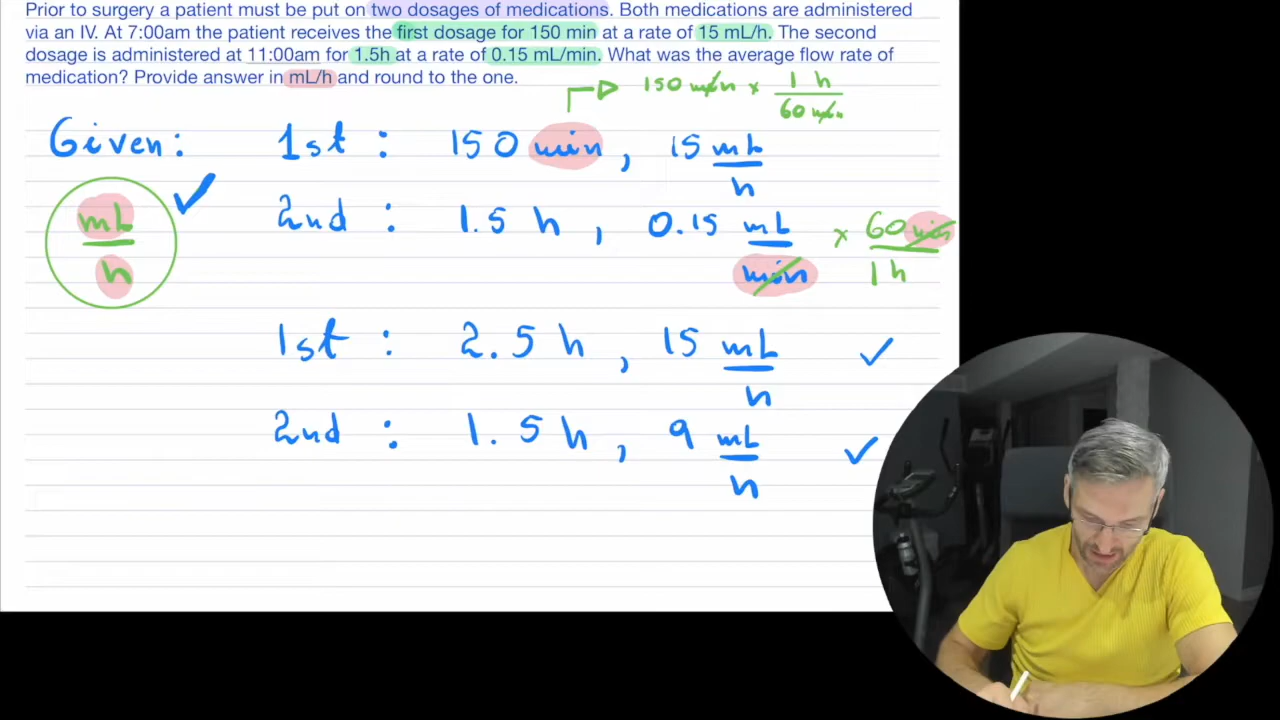 Prior to surgery a patient must be put on two dosages of medications. Both medications are administered
via an IV. At 7:00am the patient receives the first dosage for 150 min at a rate of 15 mL/h. The second
dosage is administered at 11:00am for 1.5h at a rate of 0.15 mL/min. What was the average flow rate of
medication? Provide answer in mL/h and round to the one.
150 min × 1 h / 60 min
Given: 1st : 150 min, 15 mL/h
mL/h
2nd : 1.5 h, 0.15 mL/min × 60 min / 1 h
1st : 2.5 h, 15 mL/h ✓
2nd : 1.5 h, 9 mL/h ✓